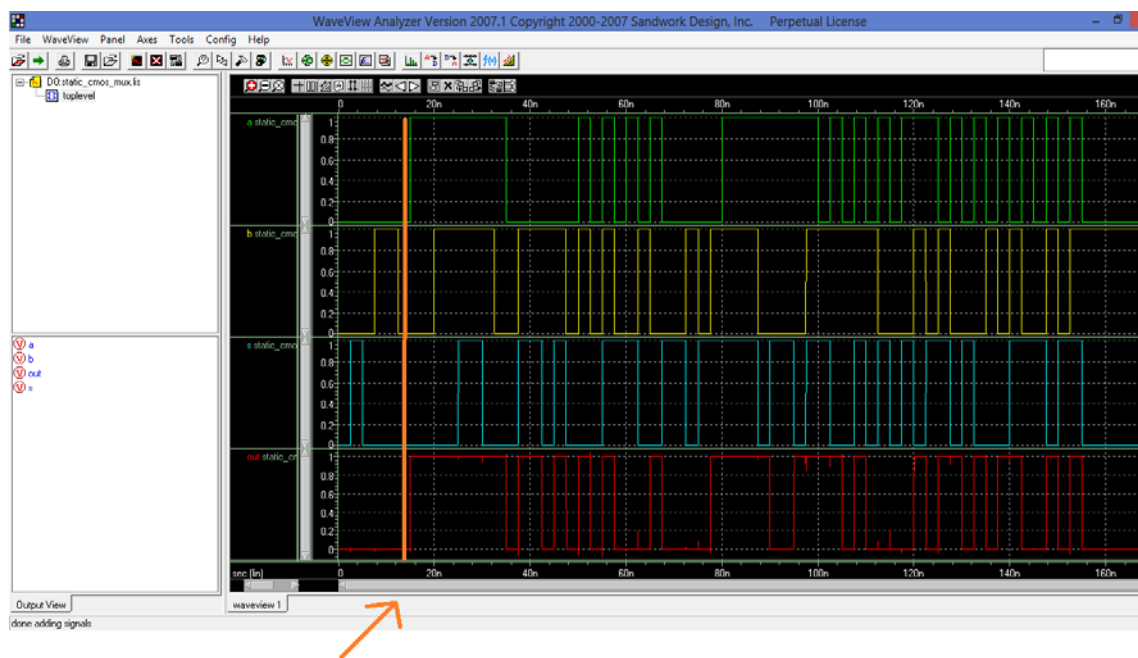 WaveView Analyzer Version 2007.1 Copyright 2000-2007 Sandwork Design, Inc. Perpetual License
File WaveView Panel Axes Tools Config Help
D0:static_cmos_mux.lis
toplevel
0 20n 40n 60n 80n 100n 120n 140n 160n
a static_cmo
1
0.8
0.6
0.4
0.2
0
b static_cmo
1
0.8
0.6
0.4
0.2
0
s static_cmo
1
0.8
0.6
0.4
0.2
0
out static_cr
1
0.8
0.6
0.4
0.2
0
a
b
out
s
sec (lin) 0 20n 40n 60n 80n 100n 120n 140n 160n
Output View
waveview 1
done adding signals